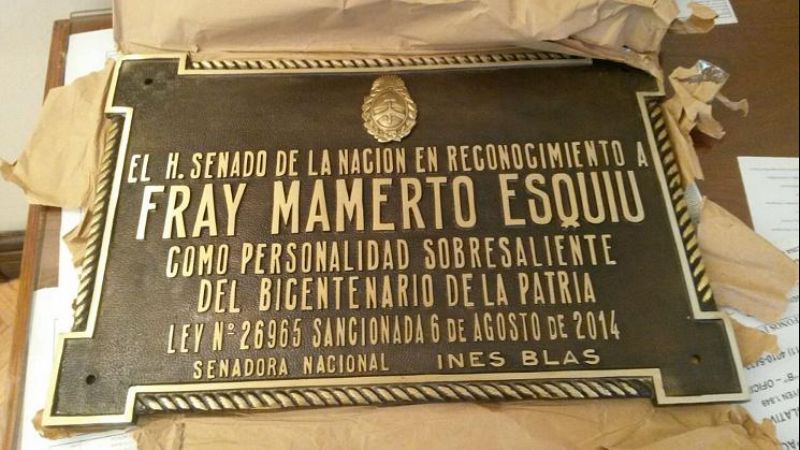 EL H. SENADO DE LA NACION EN RECONOCIMIENTO A
FRAY MAMERTO ESQUIU
COMO PERSONALIDAD SOBRESALIENTE
DEL BICENTENARIO DE LA PATRIA
LEY Nº 26965 SANCIONADA 6 DE AGOSTO DE 2014
SENADORA NACIONAL INES BLAS